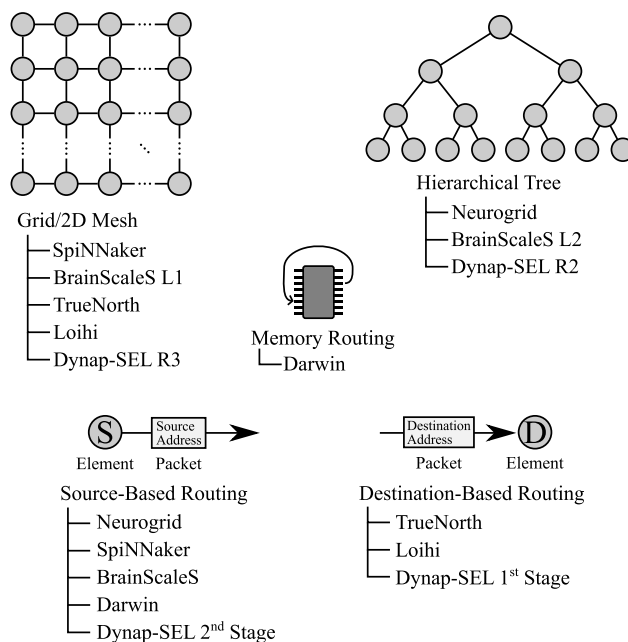 Grid/2D Mesh
SpiNNaker
BrainScaleS L1
TrueNorth
Loihi
Dynap-SEL R3
Hierarchical Tree
Neurogrid
BrainScaleS L2
Dynap-SEL R2
Memory Routing
Darwin
S
Source
Address
Element
Packet
Source-Based Routing
Neurogrid
SpiNNaker
BrainScaleS
Darwin
Dynap-SEL 2nd Stage
Destination
Address
D
Packet
Element
Destination-Based Routing
TrueNorth
Loihi
Dynap-SEL 1st Stage